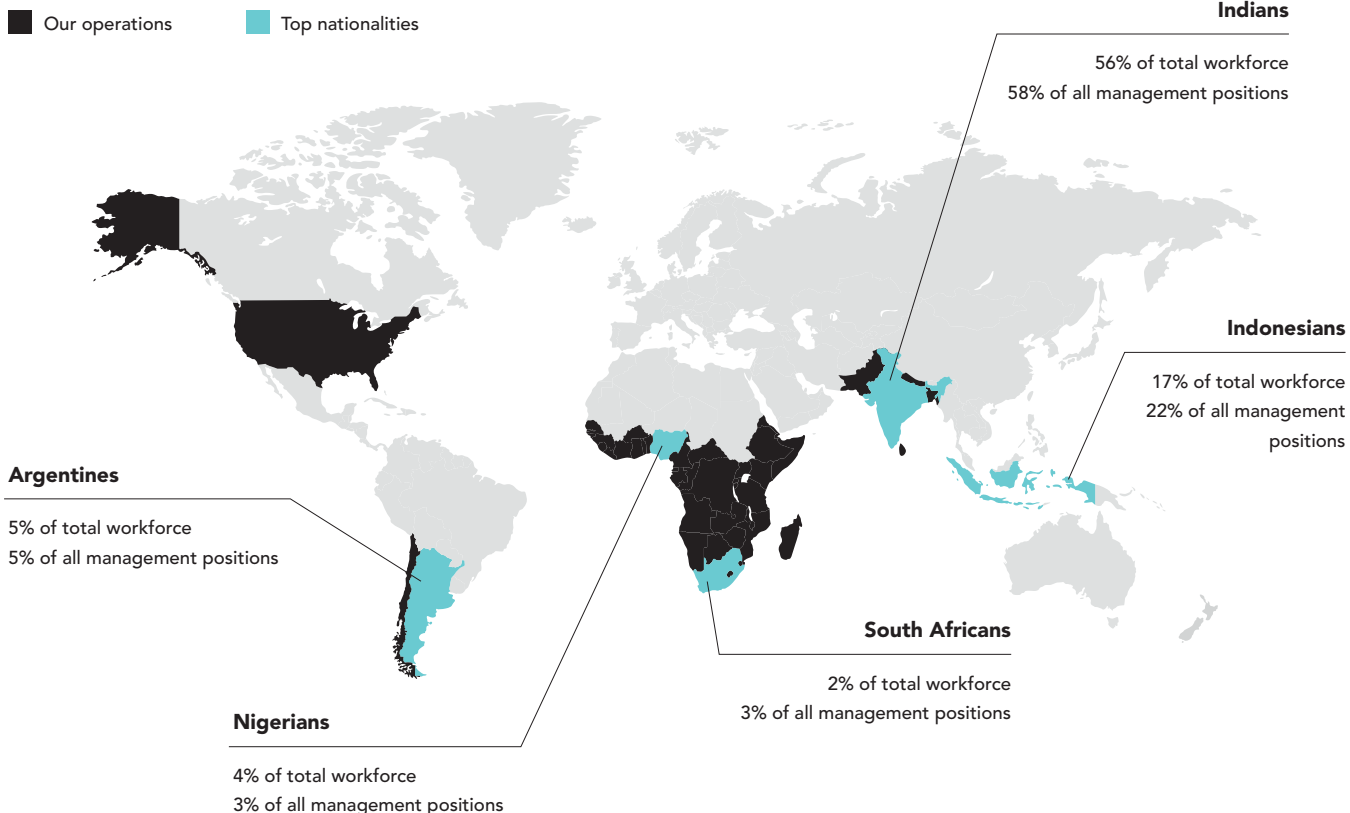 Our operations
Top nationalities
Indians
56% of total workforce
58% of all management positions
Indonesians
17% of total workforce
22% of all management
positions
Argentines
5% of total workforce
5% of all management positions
South Africans
2% of total workforce
3% of all management positions
Nigerians
4% of total workforce
3% of all management positions